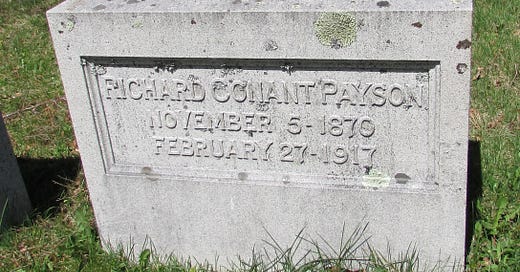 RICHARD CONANT PAYSON
NOVEMBER 5-1870
FEBRUARY 27-1917